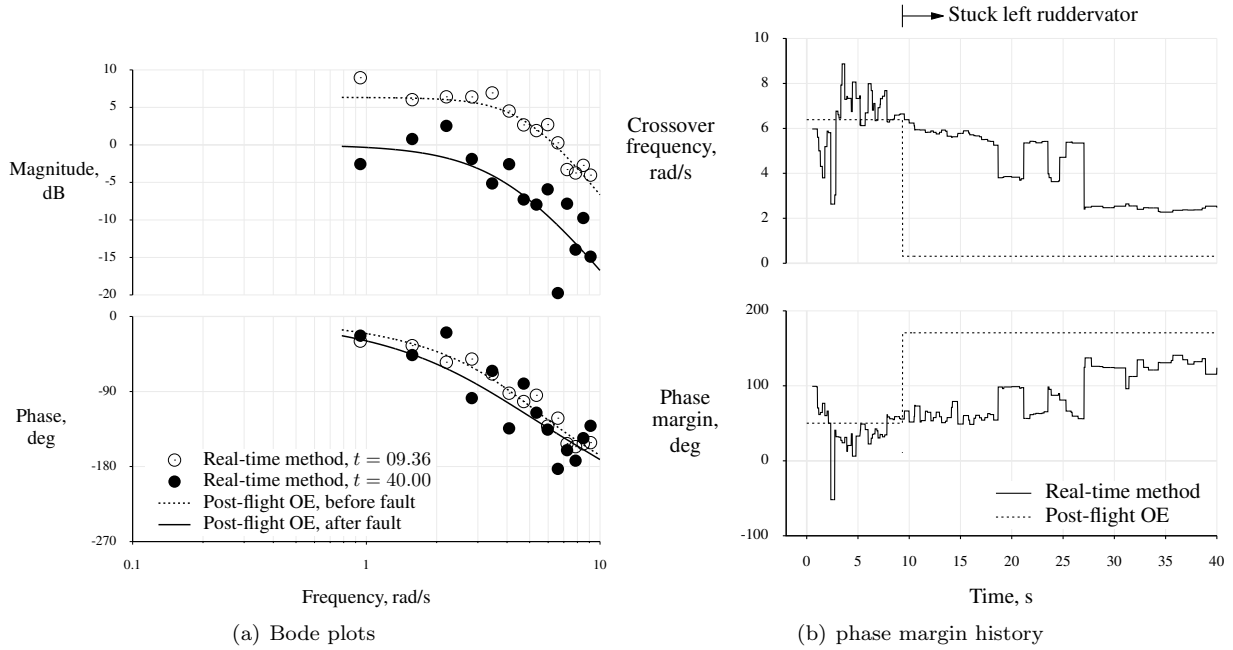 10
5
0
-5
-10
-15
-20
Magnitude,
dB
0
-90
-180
-270
Phase,
deg
Real-time method, t = 09.36
Real-time method, t = 40.00
Post-flight OE, before fault
Post-flight OE, after fault
0.1
1
10
Frequency, rad/s
(a) Bode plots
Stuck left ruddervator
10
8
6
4
2
0
Crossover
frequency,
rad/s
200
100
0
-100
Phase
margin,
deg
Real-time method
Post-flight OE
0
5
10
15
20
25
30
35
40
Time, s
(b) phase margin history